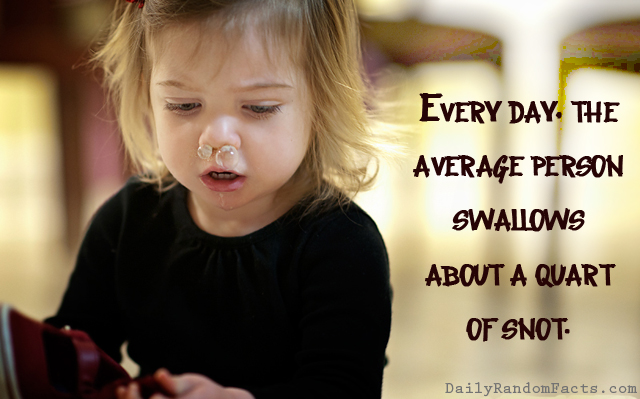 Every day. the
average person
swallows
about a quart
of snot.
DailyRandomFacts.com